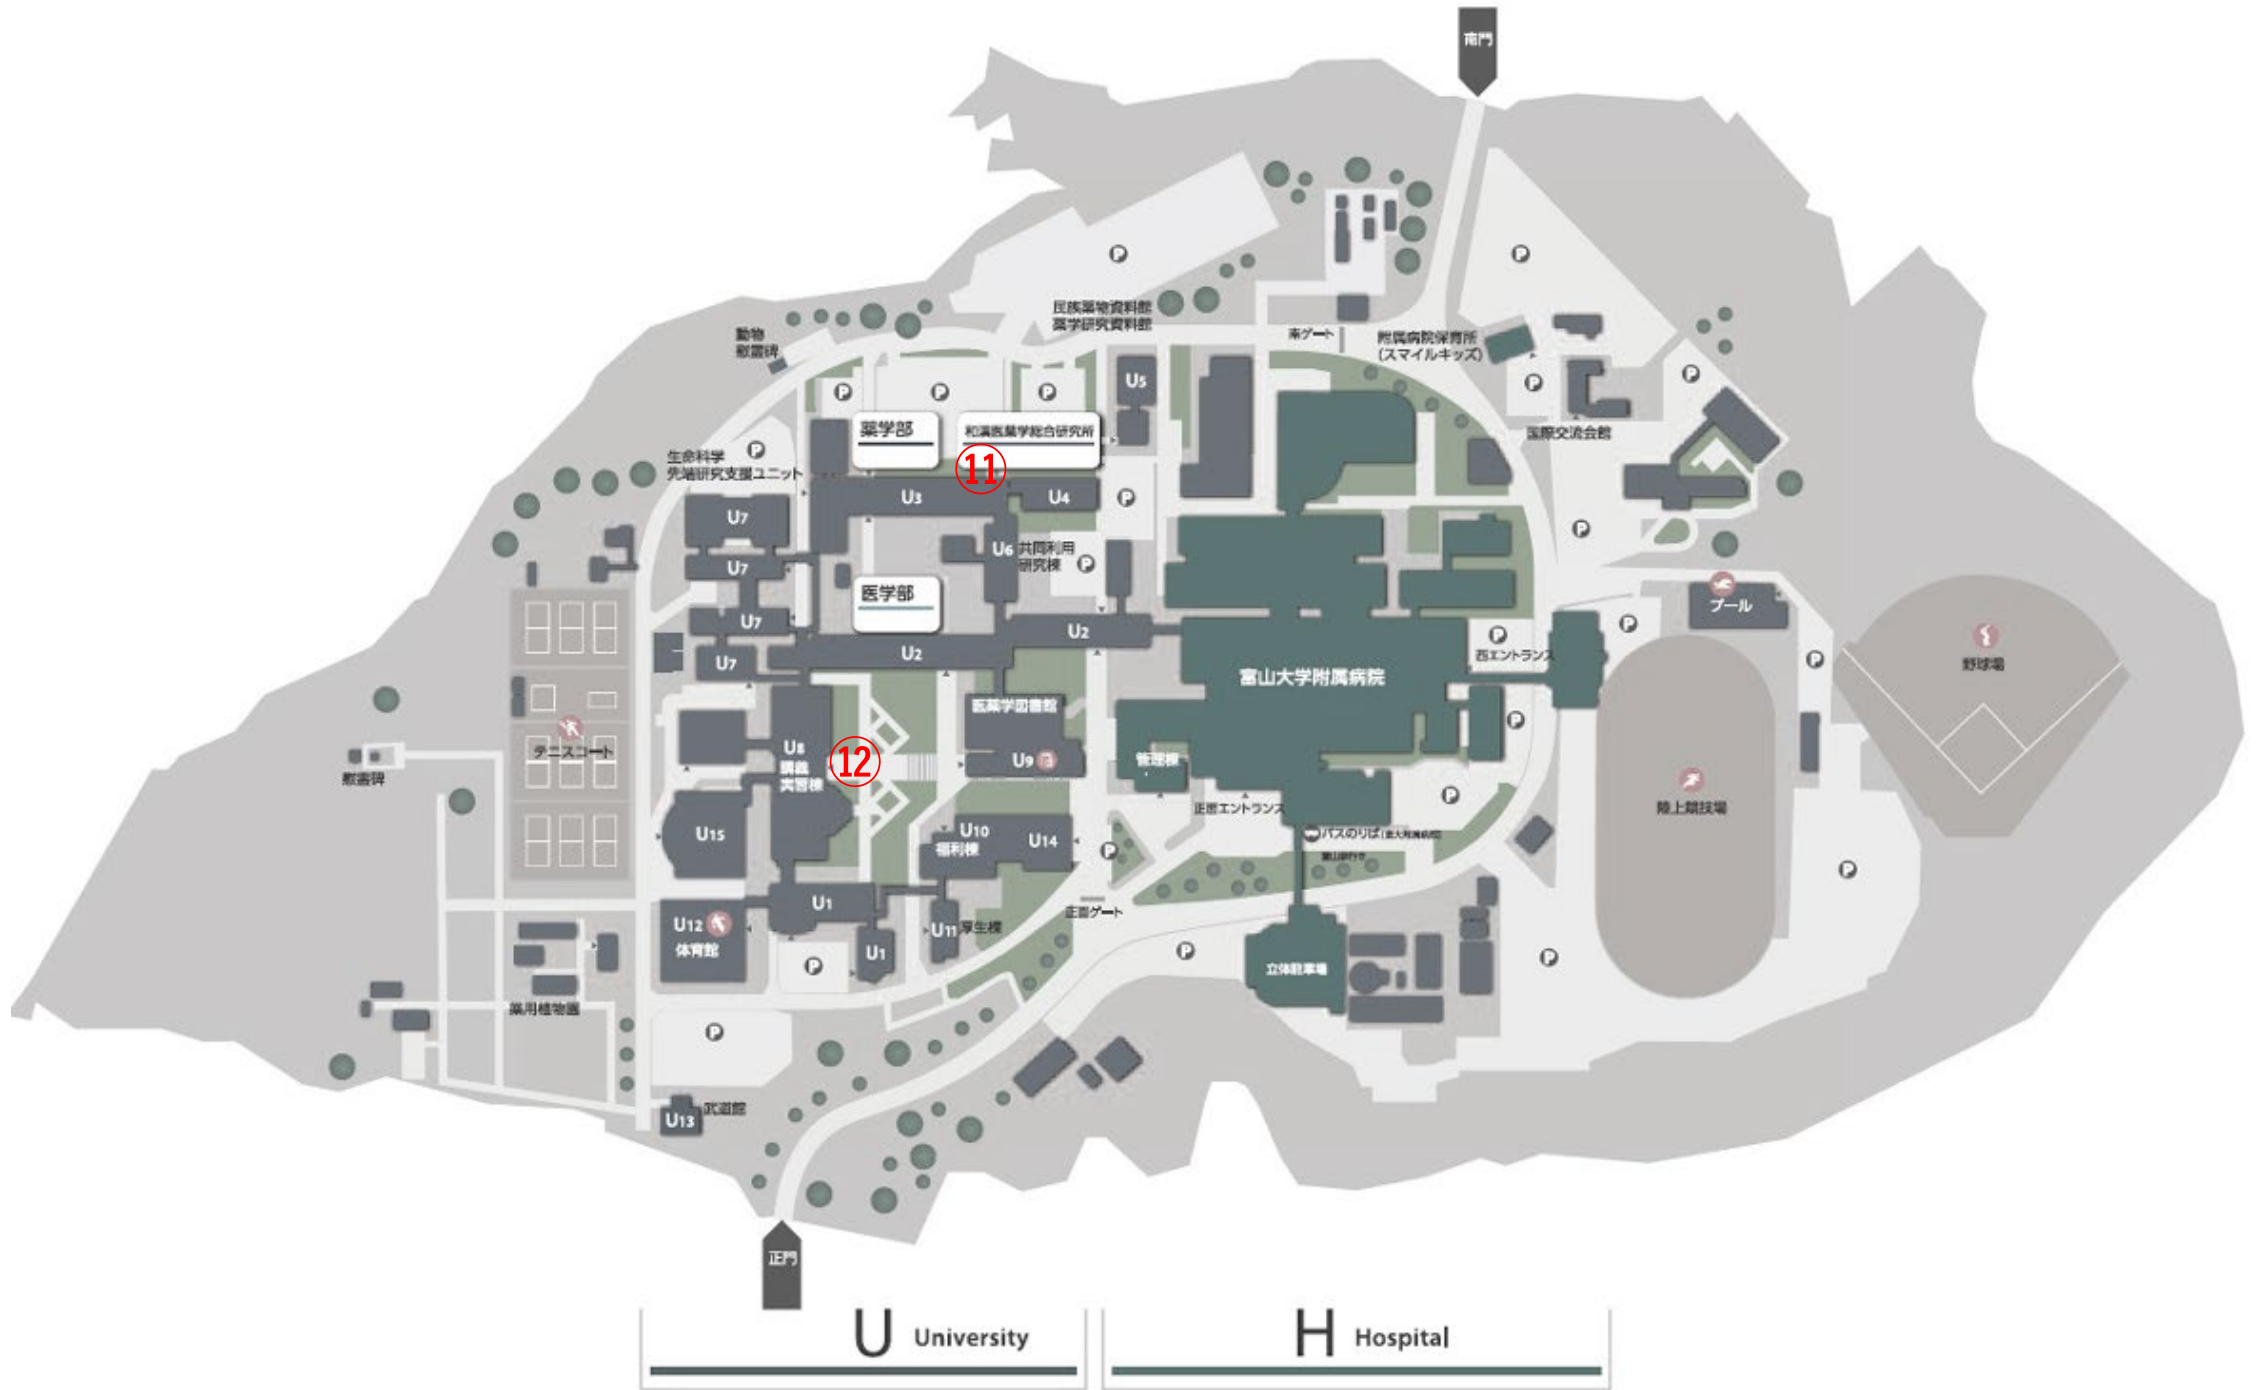 南門
P
P
民族薬物資料館
薬学研究資料館
動物
慰霊碑
南ゲート
附属病院保育所
(スマイルキッズ)
P
P
P
U5
P
P
国際交流会館
薬学部
和漢医薬学総合研究所
⑪
P
生命科学
先端研究支援ユニット
U3
U4
P
U7
P
U6
共同利用
研究棟
P
U7
医学部
プール
U7
U2
P
P
西エントランス
野球場
U2
U7
P
富山大学附属病院
医薬学図書館
P
テニスコート
U8
講義
実習棟
⑫
U9
管理棟
慰霊碑
P
陸上競技場
正面エントランス
U15
U10
福利棟
U14
P
バスのりば
P
U1
正面ゲート
U12
体育館
U11
厚生棟
U1
P
P
P
立体駐車場
薬用植物園
P
U13
武道館
正門
U University
H Hospital